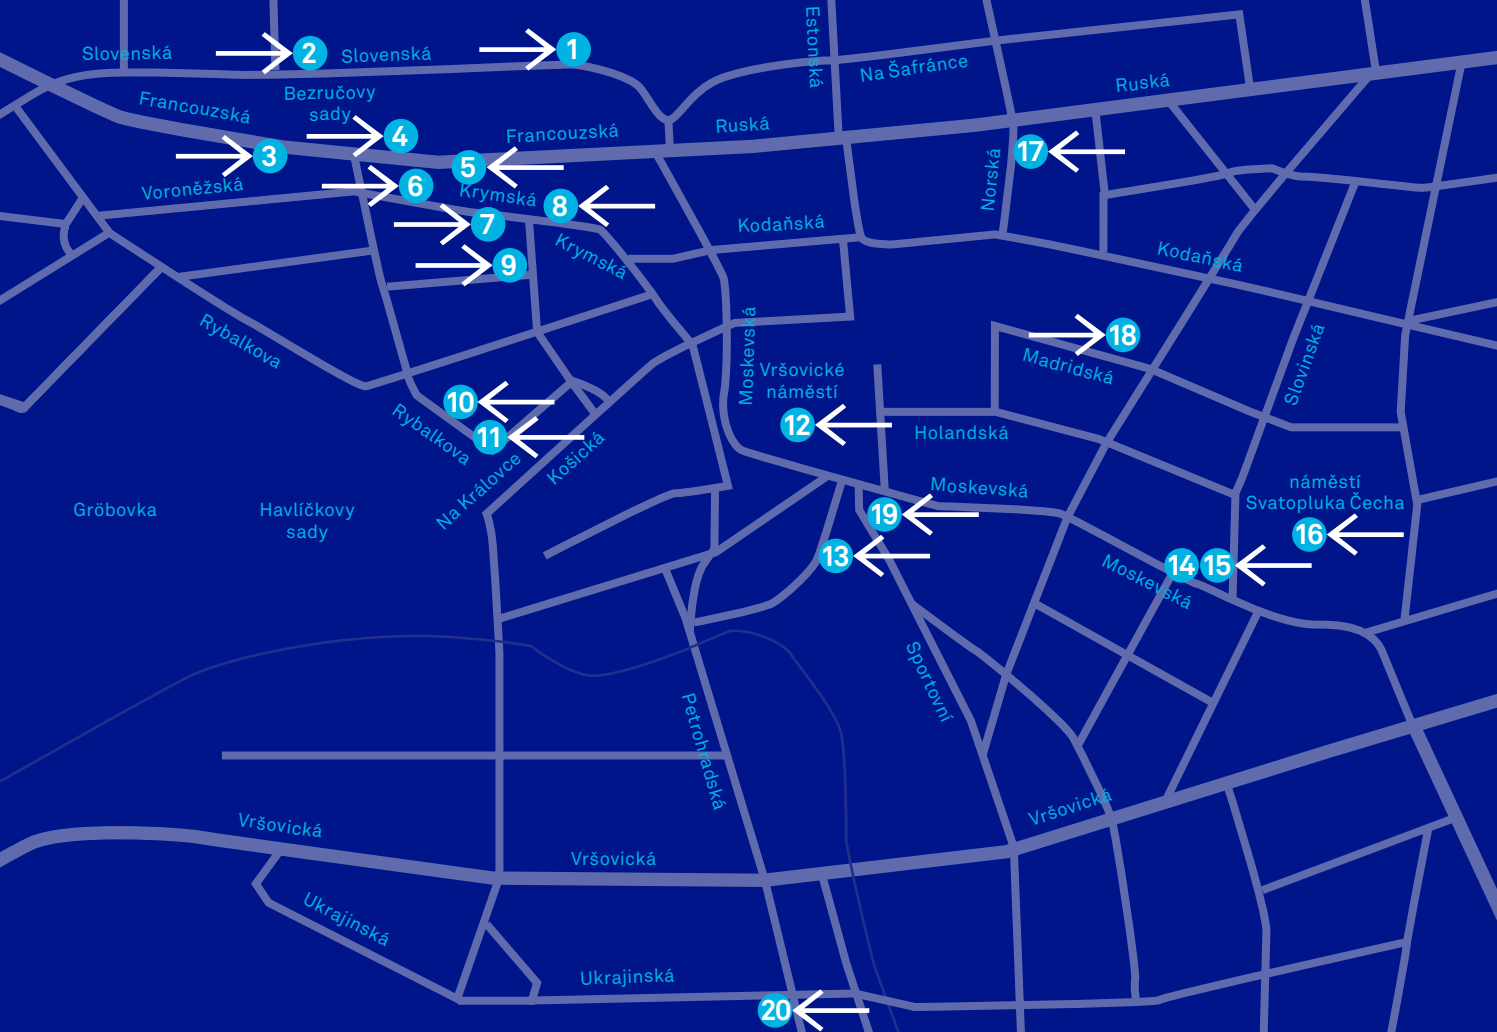 Estonská
Slovenská
2
Slovenská
1
Na Šafránce
Ruská
Francouzská
Bezručovy
sady
4
Francouzská
Ruská
3
5
17
Voroněžská
6
Krymská
8
Norská
7
Kodaňská
Krymská
9
Kodaňská
Rybalkova
Moskevská
18
Madridská
Slovinská
Vršovické
náměstí
10
12
Rybalkova
11
Holandská
Košická
Na Královce
Moskevská
Gröbovka
Havlíčkovy
sady
19
náměstí
Svatopluka Čecha
16
13
14
15
Moskevská
Sportovní
Petrohradská
Vršovická
Vršovická
Vršovická
Ukrajinská
Ukrajinská
20